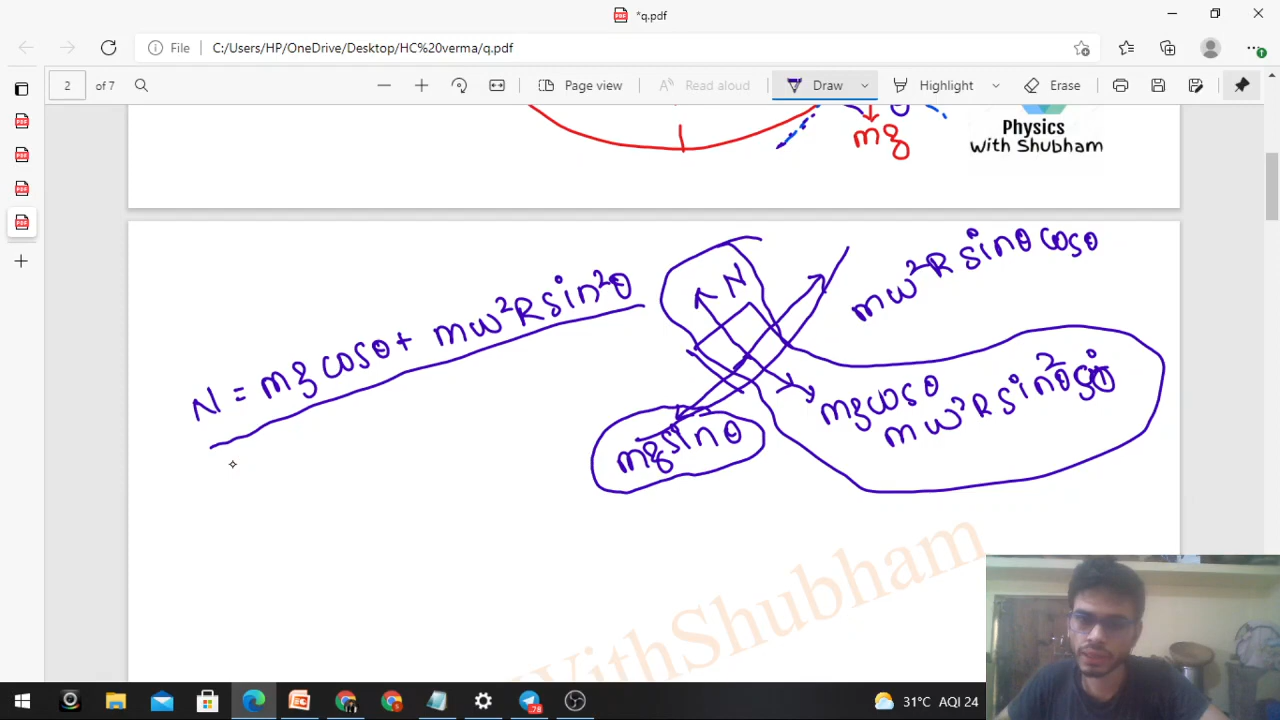 *q.pdf
File C:/Users/HP/OneDrive/Desktop/HC%20verma/q.pdf
2 of 7 Page view Read aloud Draw Highlight Erase
mg
Physics
with Shubham
N = mg cosθ + mω²R sin²θ
N
mω²R sinθ cosθ
mg cosθ
mω²R sin²θ
mg sinθ
WithShubham
78
31°C AQI 24